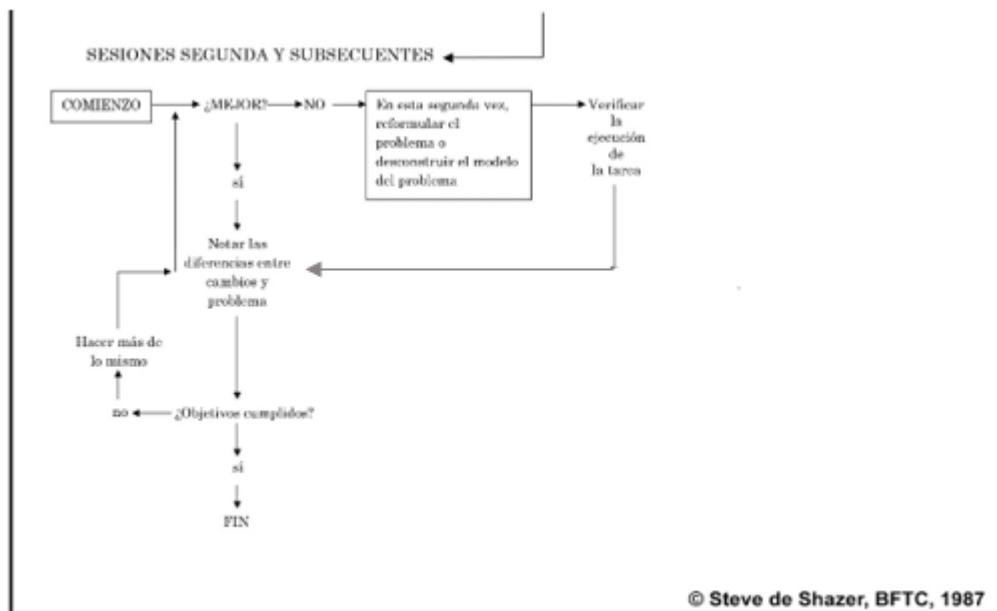 SESIONES SEGUNDA Y SUBSECUENTES
COMIENZO
¿MEJOR?
NO
En esta segunda vez,
reformular el
problema o
desconstruir el modelo
del problema
Verificar
la
ejecución
de
la tarea
sí
Notar las
diferencias entre
cambios y
problema
Hacer más de
lo mismo
no
¿Objetivos cumplidos?
sí
FIN
© Steve de Shazer, BFTC, 1987